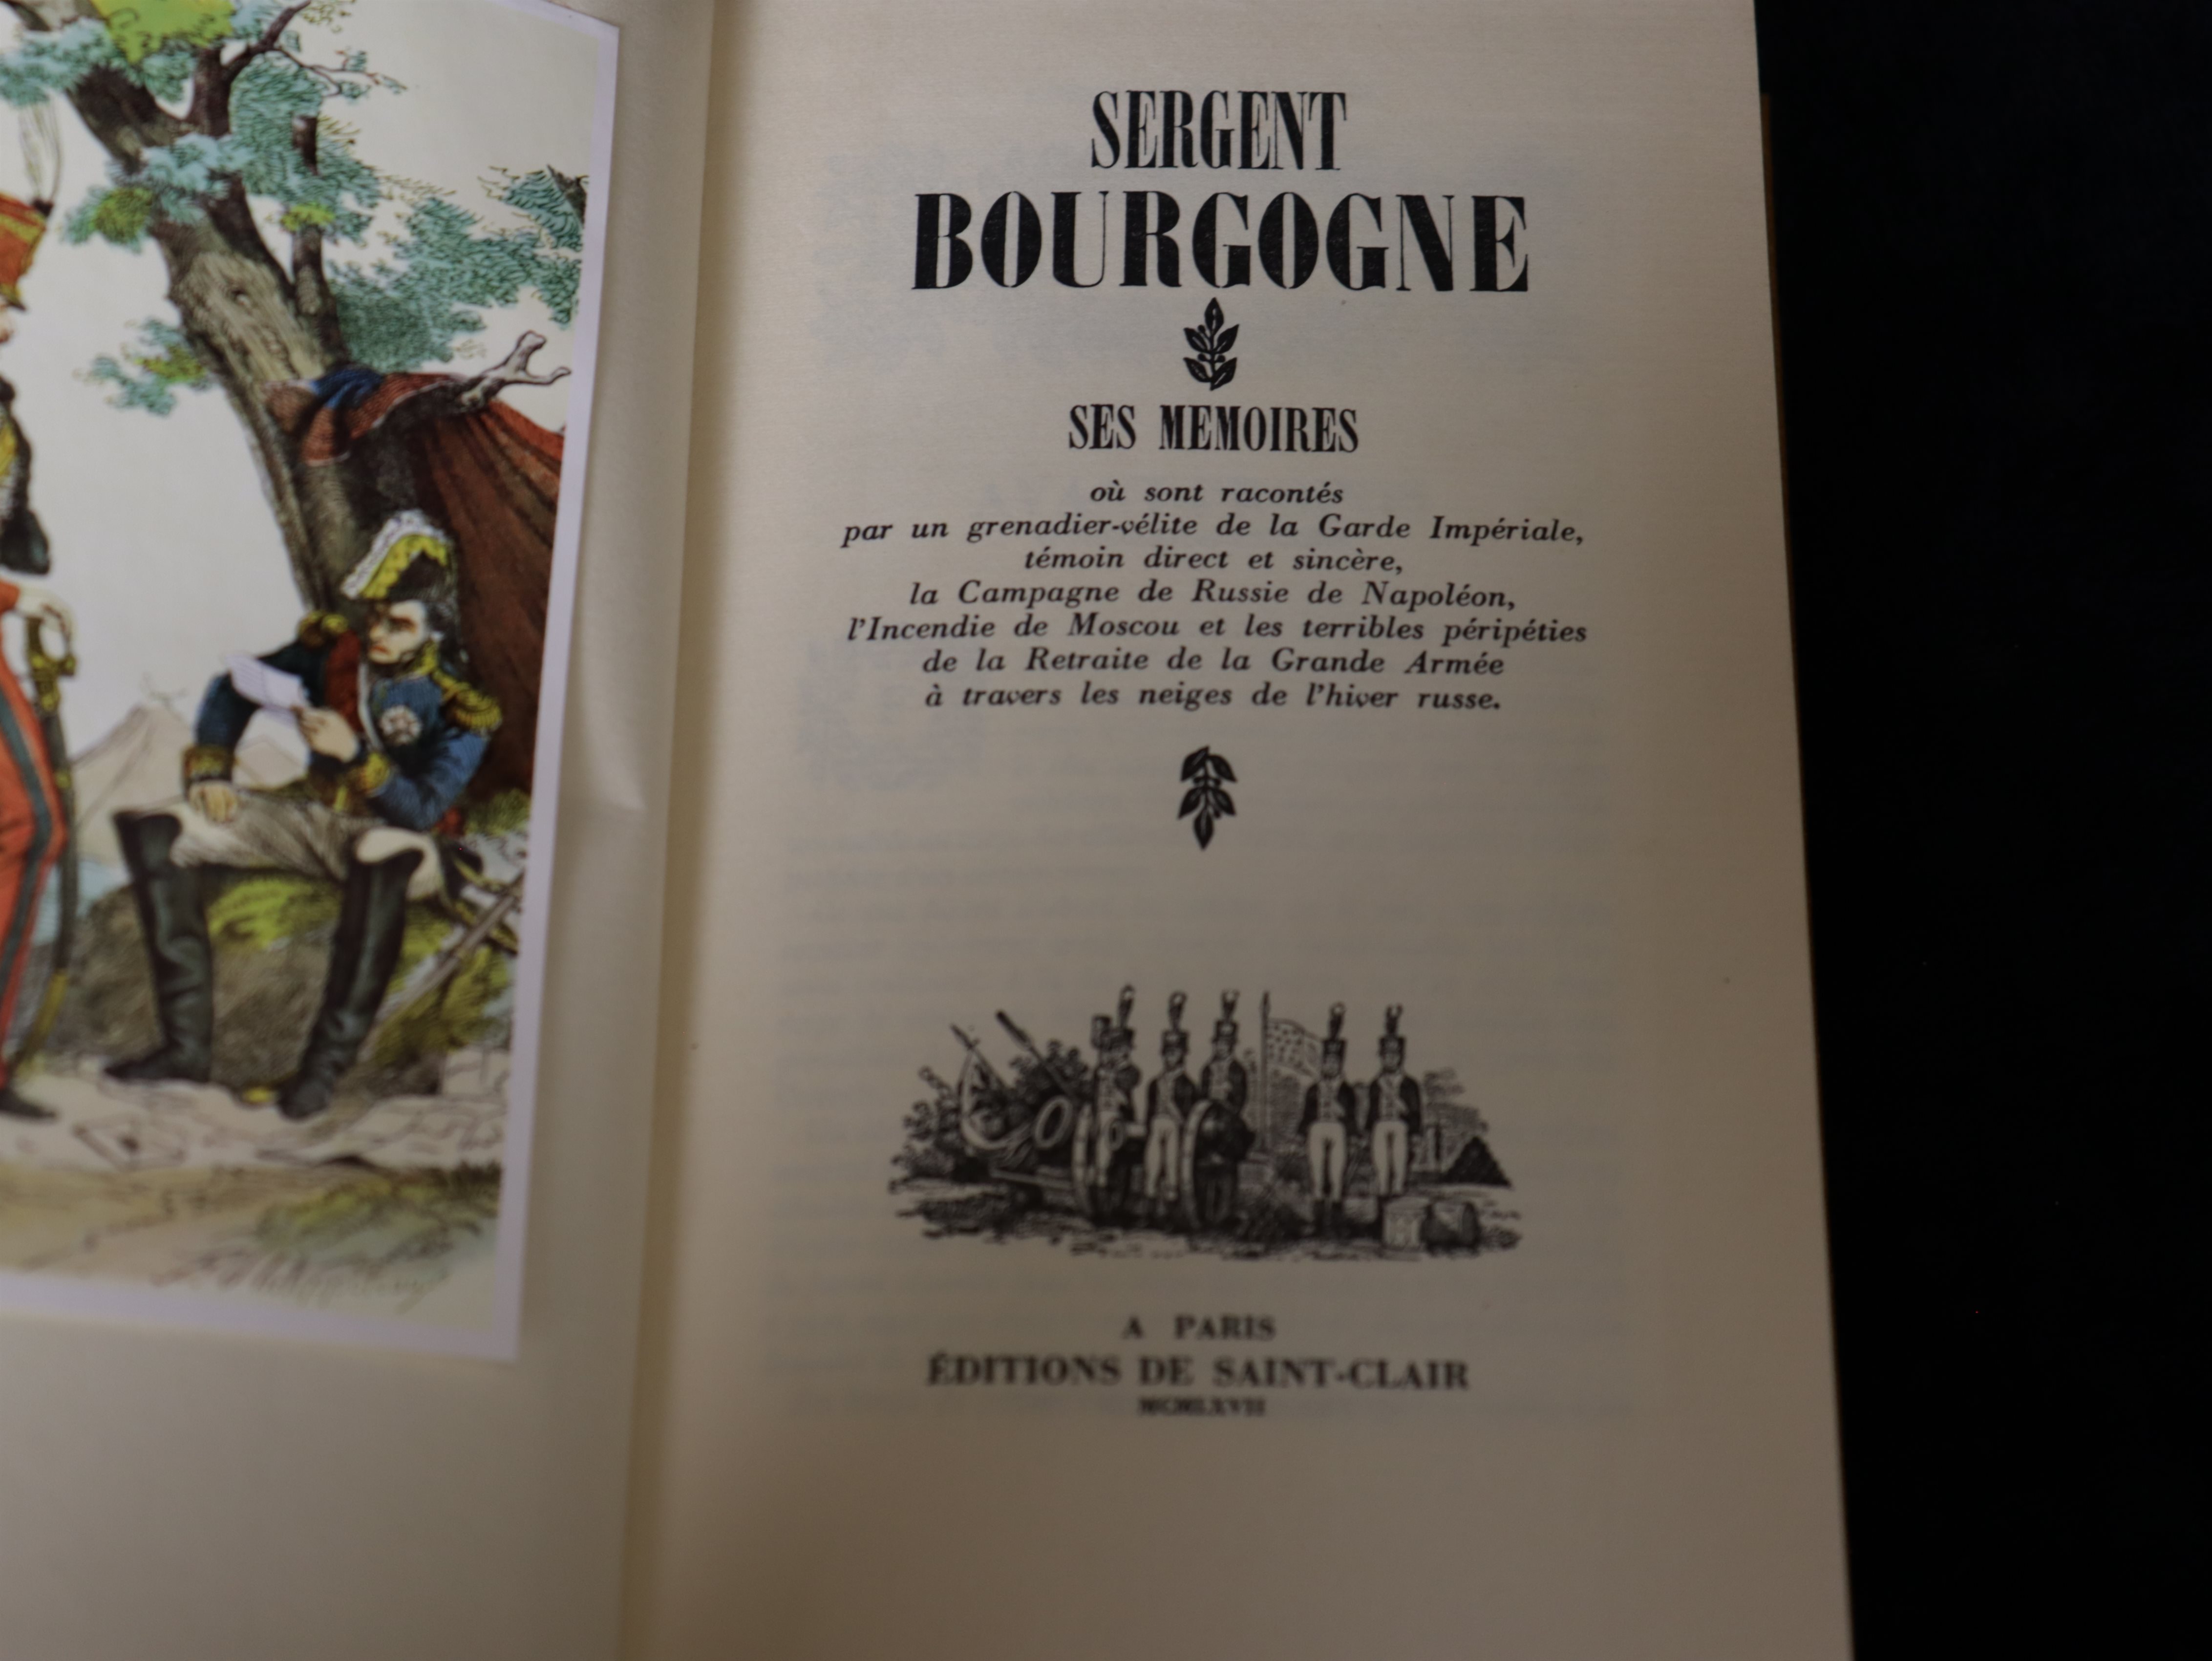 SERGENT
BOURGOGNE
SES MEMOIRES
où sont racontés
par un grenadier-vélite de la Garde Impériale,
témoin direct et sincère,
la Campagne de Russie de Napoléon,
l'Incendie de Moscou et les terribles péripéties
de la Retraite de la Grande Armée
à travers les neiges de l'hiver russe.
A PARIS
ÉDITIONS DE SAINT-CLAIR
MCMLXVII